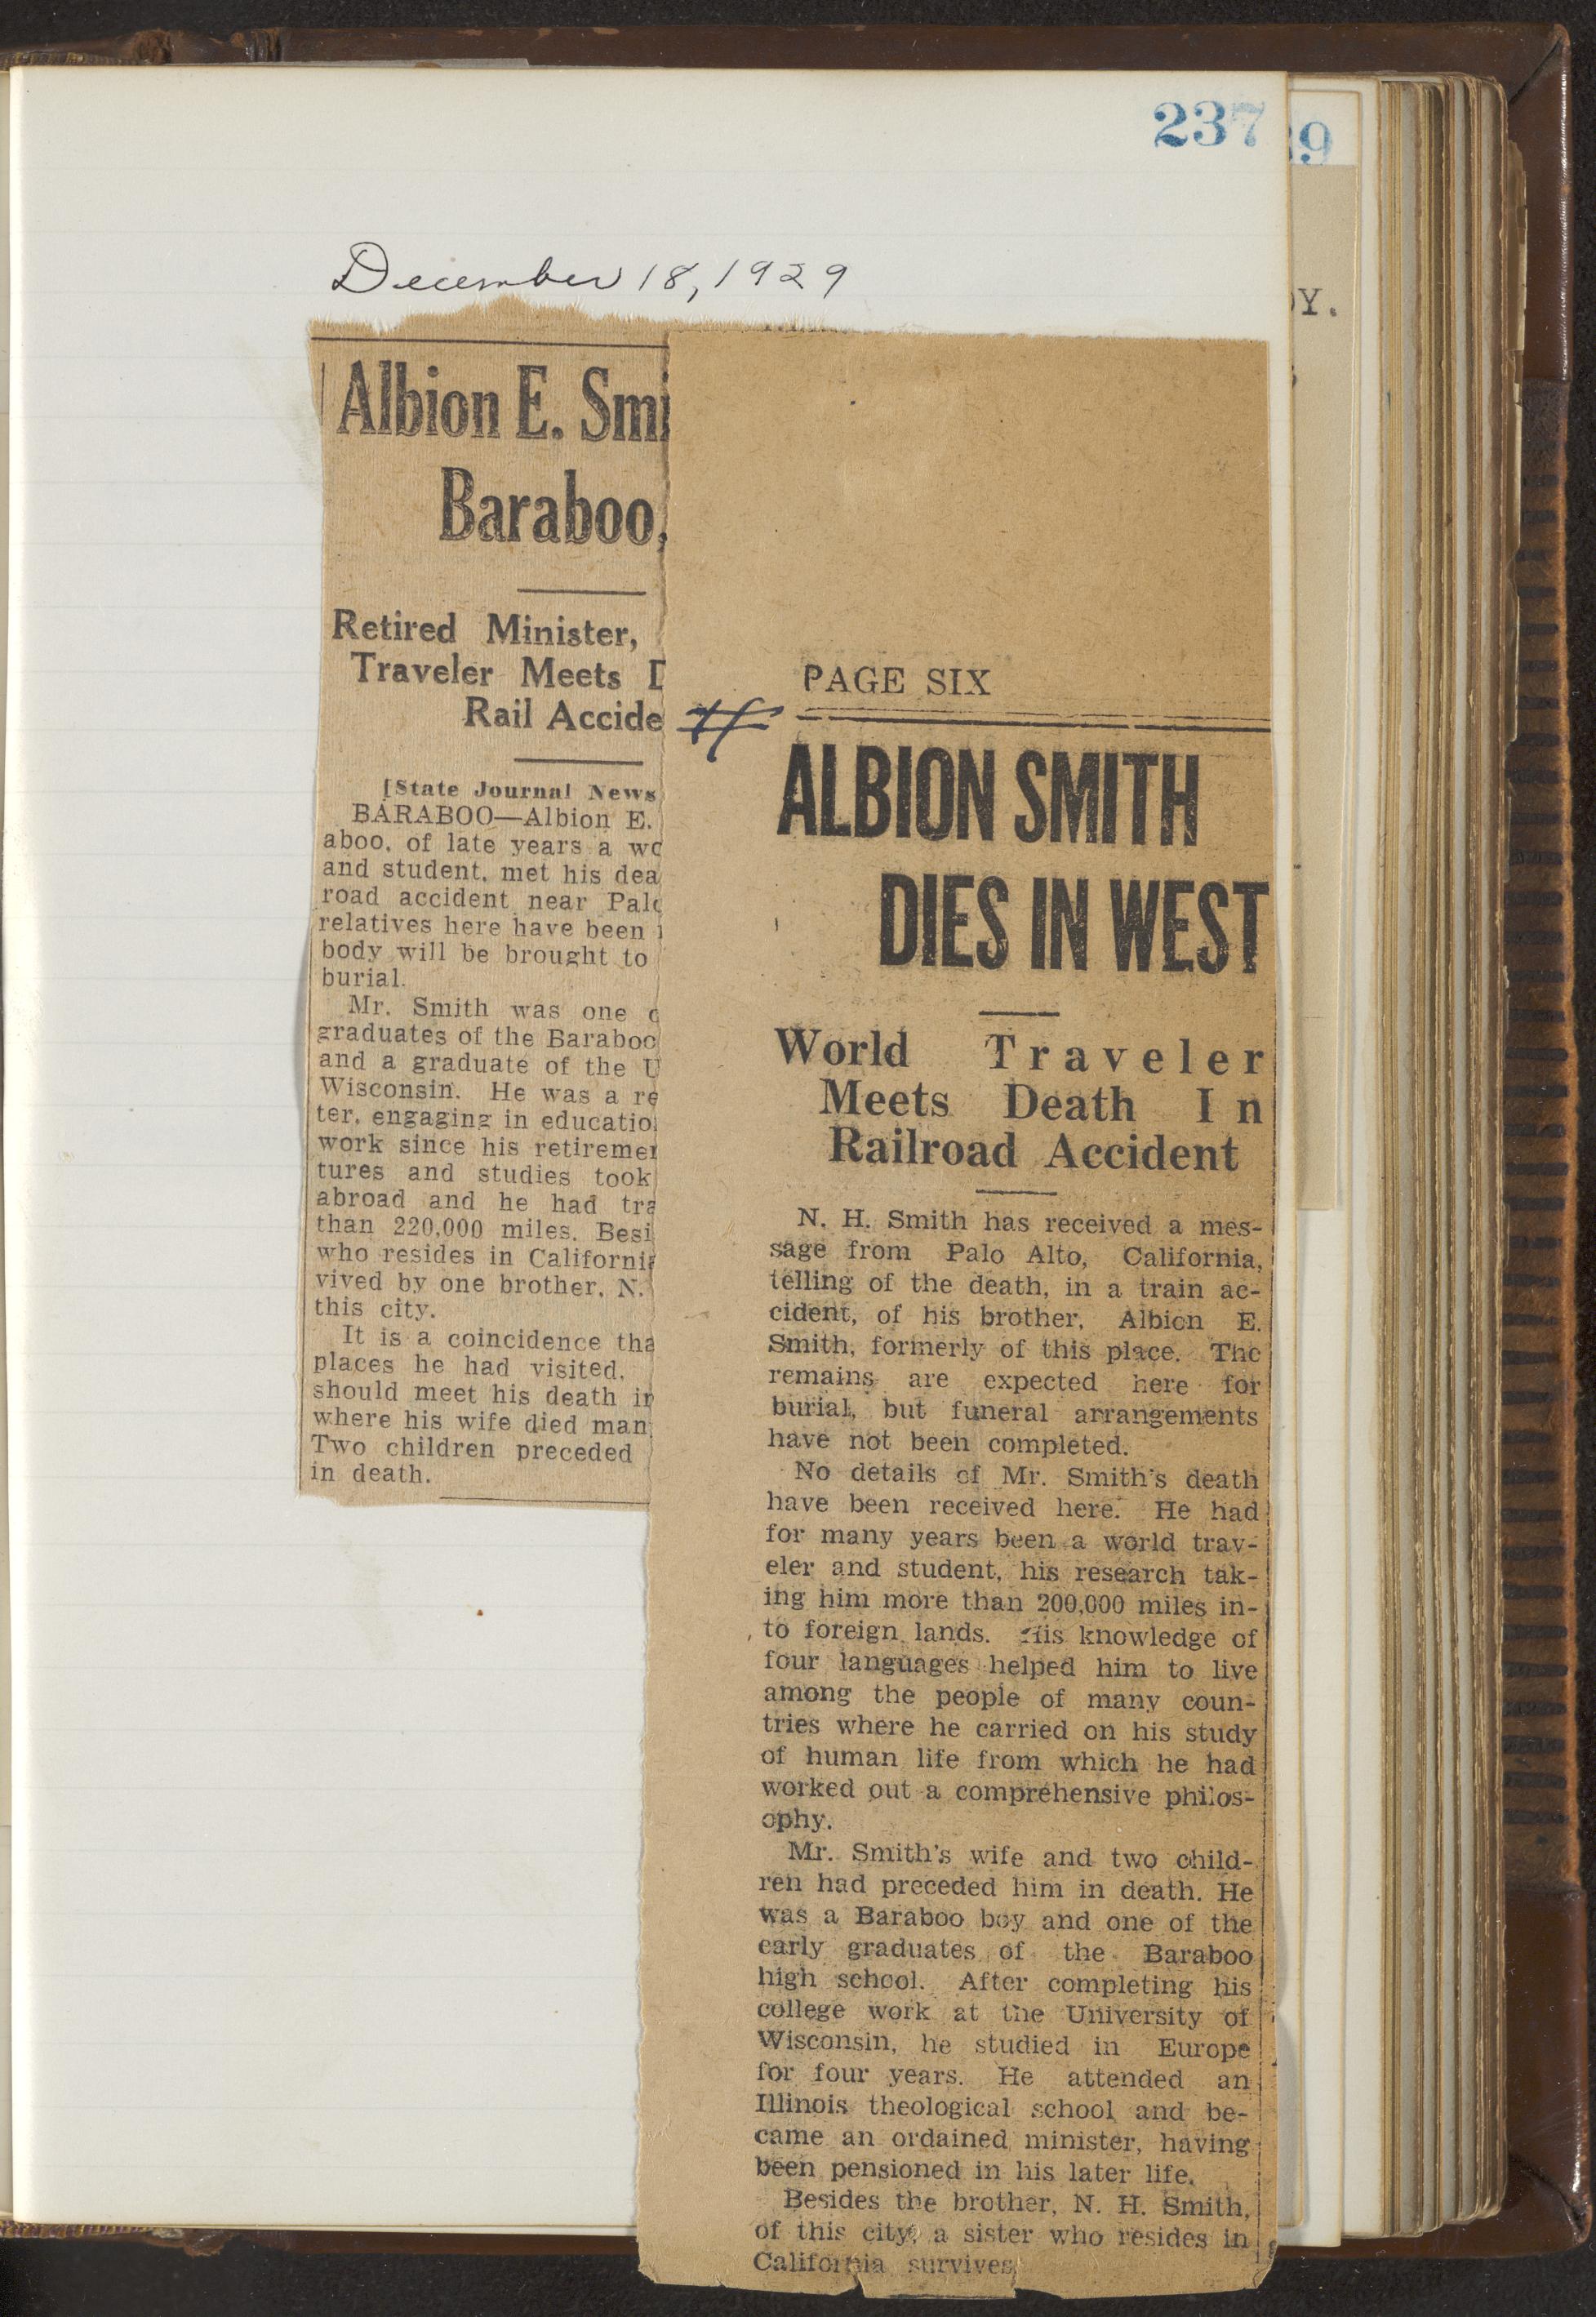 237
39
December 18, 1929
Y.
Albion E. Smi
Baraboo,
Retired Minister,
Traveler Meets D
Rail Accide
[State Journal News
BARABOO—Albion E.
aboo, of late years a wo
and student, met his dea
road accident near Palo
relatives here have been i
body will be brought to
burial.
Mr. Smith was one o
graduates of the Baraboo
and a graduate of the U
Wisconsin. He was a re
ter, engaging in educatio
work since his retiremen
tures and studies took
abroad and he had tra
than 220,000 miles. Besi
who resides in California
vived by one brother, N.
this city.
It is a coincidence tha
places he had visited,
should meet his death in
where his wife died man
Two children preceded
in death.
PAGE SIX
ALBION SMITH
DIES IN WEST
World Traveler
Meets Death In
Railroad Accident
N. H. Smith has received a mes-
sage from Palo Alto, California,
telling of the death, in a train ac-
cident, of his brother, Albion E.
Smith, formerly of this place. The
remains are expected here for
burial, but funeral arrangements
have not been completed.
No details of Mr. Smith's death
have been received here. He had
for many years been a world trav-
eler and student, his research tak-
ing him more than 200,000 miles in-
to foreign lands. His knowledge of
four languages helped him to live
among the people of many coun-
tries where he carried on his study
of human life from which he had
worked out a comprehensive philos-
ophy.
Mr. Smith's wife and two child-
ren had preceded him in death. He
was a Baraboo boy and one of the
early graduates of the Baraboo
high school. After completing his
college work at the University of
Wisconsin, he studied in Europe
for four years. He attended an
Illinois theological school and be-
came an ordained minister, having
been pensioned in his later life.
Besides the brother, N. H. Smith,
of this city, a sister who resides in
California survives.